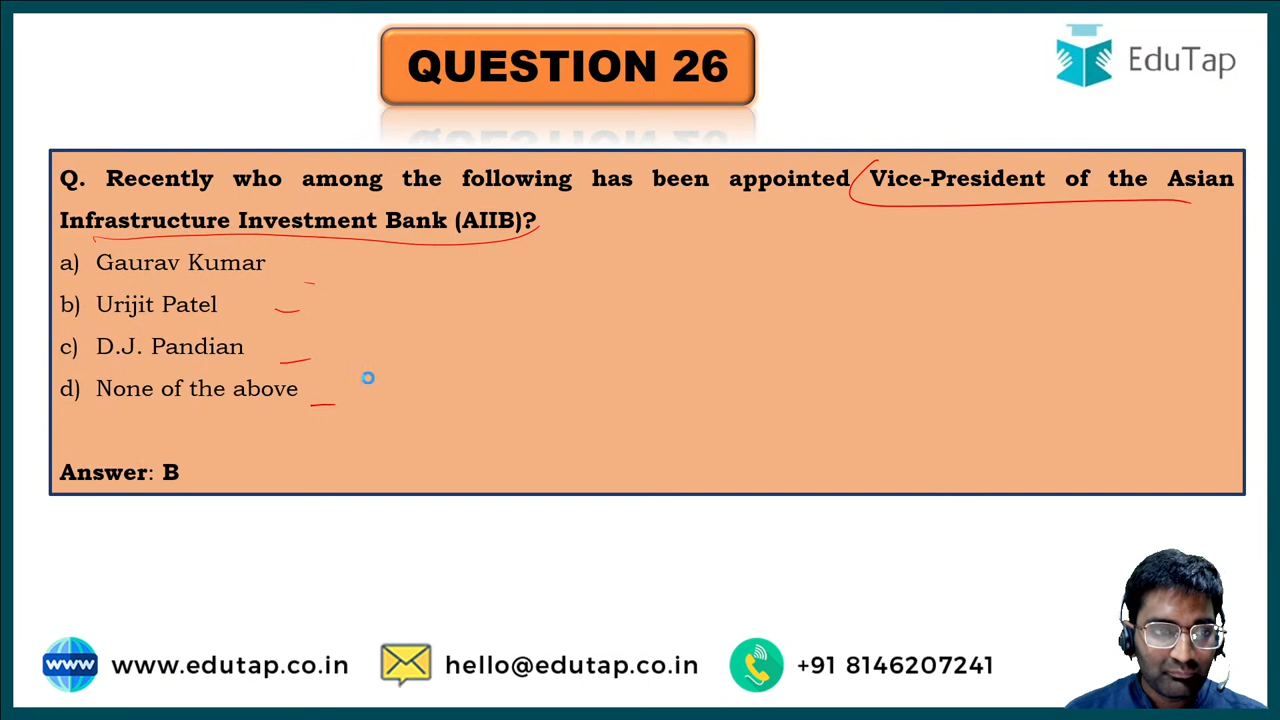 QUESTION 26
EduTap
Q. Recently who among the following has been appointed Vice-President of the Asian
Infrastructure Investment Bank (AIIB)?
a) Gaurav Kumar
b) Urijit Patel
c) D.J. Pandian
d) None of the above
Answer: B
www www.edutap.co.in hello@edutap.co.in +91 8146207241